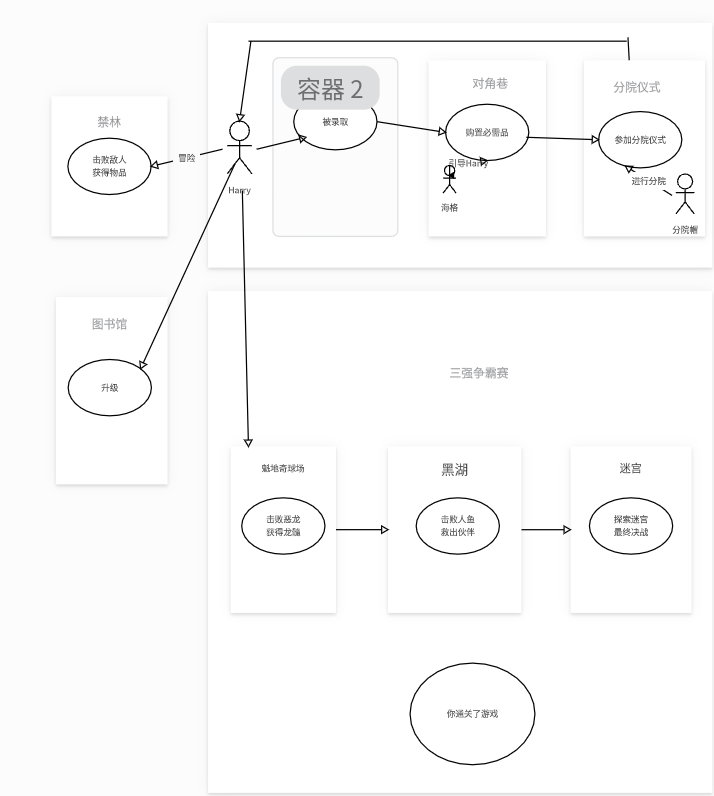 容器 2
对角巷
分院仪式
禁林
击败敌人
获得物品
冒险
Harry
被录取
购置必需品
引导Harry
海格
参加分院仪式
进行分院
分院帽
图书馆
升级
三强争霸赛
魁地奇球场
击败恶龙
获得龙蛋
黑湖
击败人鱼
救出伙伴
迷宫
探索迷宫
最终决战
你通关了游戏